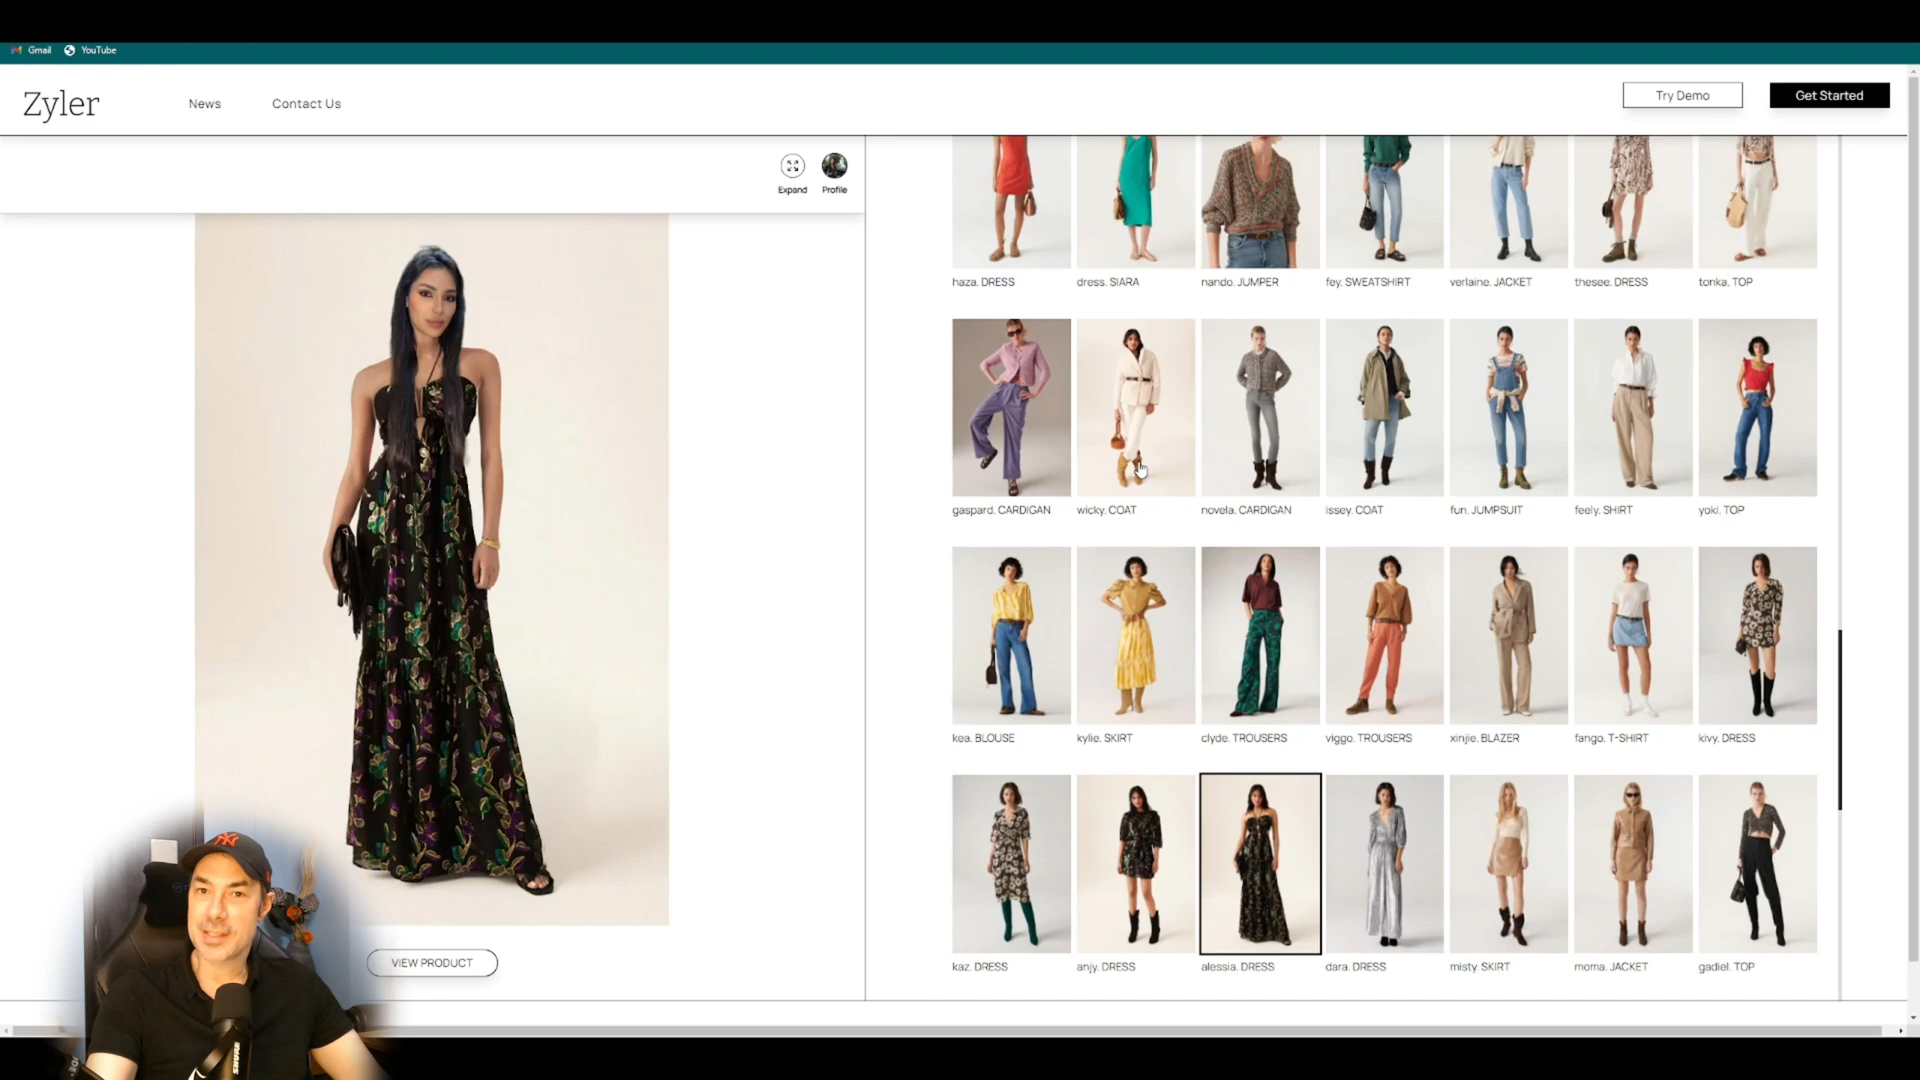 Gmail YouTube
Zyler News Contact Us Try Demo Get Started
Expand Profile
haza. DRESS dress. SIARA nando. JUMPER fey. SWEATSHIRT verlaine. JACKET thesee. DRESS tonka. TOP
gaspard. CARDIGAN wicky. COAT novela. CARDIGAN issey. COAT fun. JUMPSUIT feely. SHIRT yoki. TOP
kea. BLOUSE kylie. SKIRT clyde. TROUSERS viggo. TROUSERS xinjie. BLAZER fango. T-SHIRT kivy. DRESS
kaz. DRESS anjy. DRESS alessia. DRESS dara. DRESS misty. SKIRT moma. JACKET gadiel. TOP
VIEW PRODUCT
SHURE